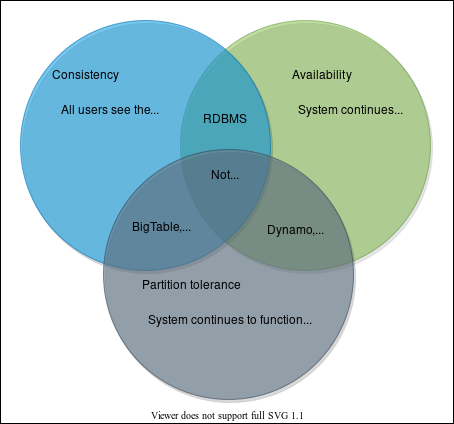 Consistency
Availability
All users see the...
System continues...
RDBMS
Not...
BigTable,...
Dynamo,...
Partition tolerance
System continues to function...
Viewer does not support full SVG 1.1